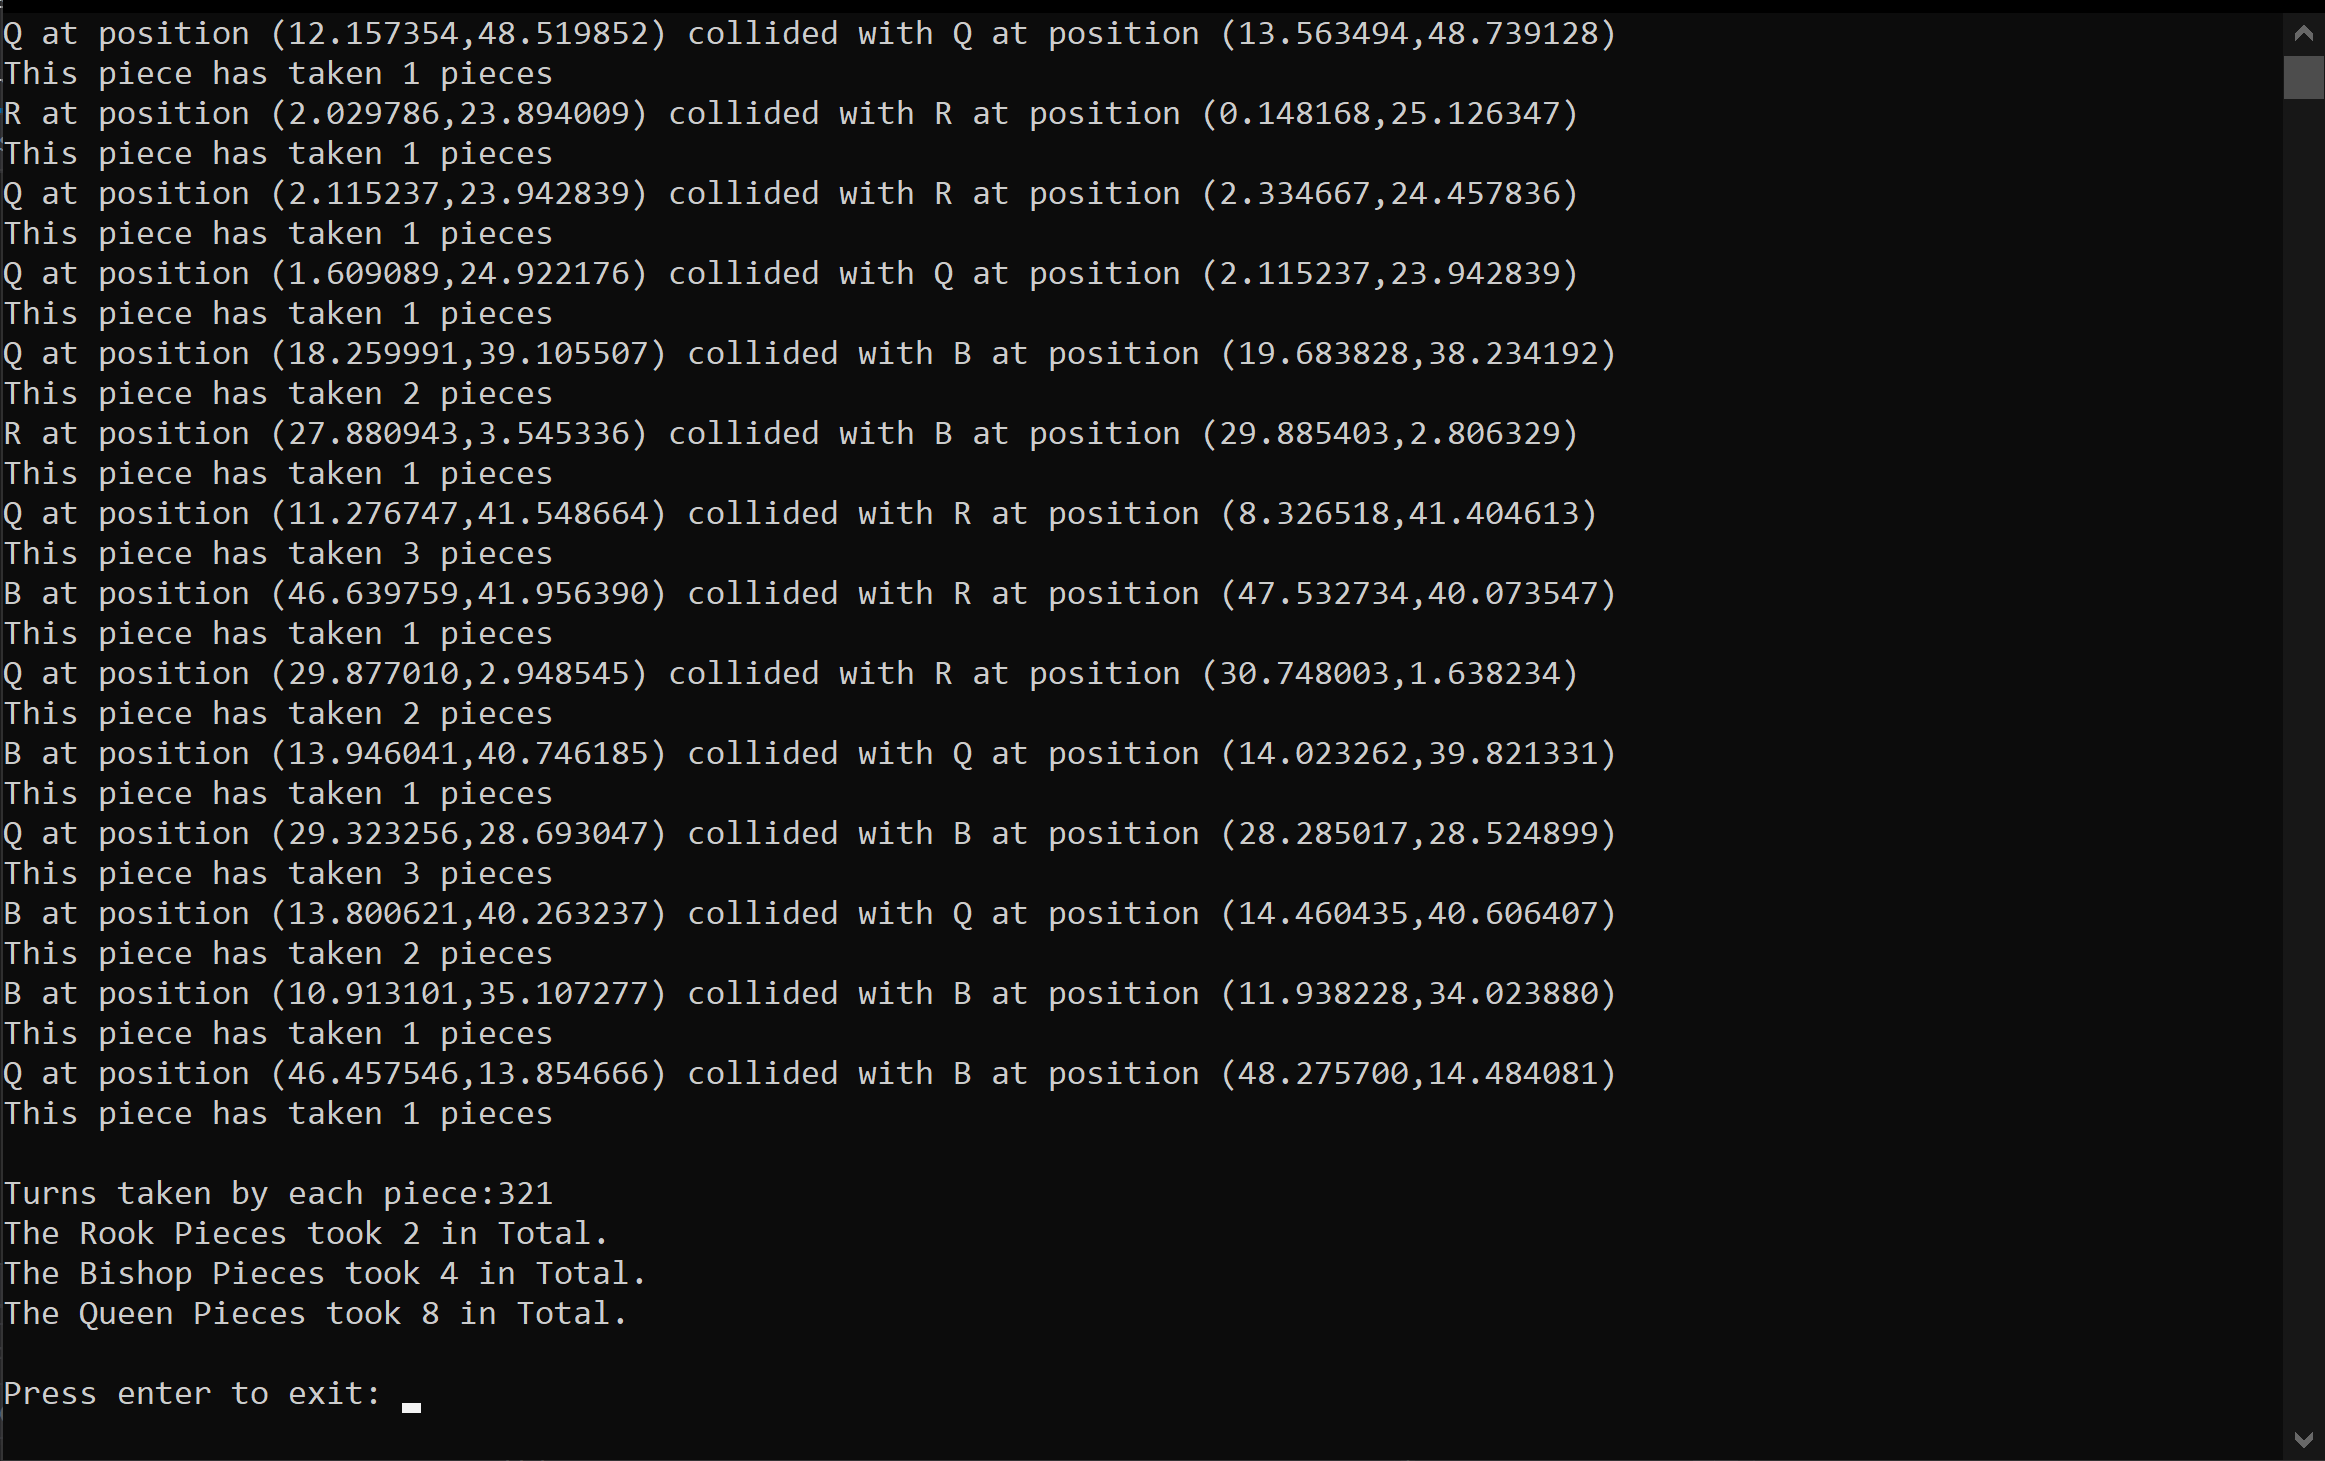 Q at position (12.157354,48.519852) collided with Q at position (13.563494,48.739128)
This piece has taken 1 pieces
R at position (2.029786,23.894009) collided with R at position (0.148168,25.126347)
This piece has taken 1 pieces
Q at position (2.115237,23.942839) collided with R at position (2.334667,24.457836)
This piece has taken 1 pieces
Q at position (1.609089,24.922176) collided with Q at position (2.115237,23.942839)
This piece has taken 1 pieces
Q at position (18.259991,39.105507) collided with B at position (19.683828,38.234192)
This piece has taken 2 pieces
R at position (27.880943,3.545336) collided with B at position (29.885403,2.806329)
This piece has taken 1 pieces
Q at position (11.276747,41.548664) collided with R at position (8.326518,41.404613)
This piece has taken 3 pieces
B at position (46.639759,41.956390) collided with R at position (47.532734,40.073547)
This piece has taken 1 pieces
Q at position (29.877010,2.948545) collided with R at position (30.748003,1.638234)
This piece has taken 2 pieces
B at position (13.946041,40.746185) collided with Q at position (14.023262,39.821331)
This piece has taken 1 pieces
Q at position (29.323256,28.693047) collided with B at position (28.285017,28.524899)
This piece has taken 3 pieces
B at position (13.800621,40.263237) collided with Q at position (14.460435,40.606407)
This piece has taken 2 pieces
B at position (10.913101,35.107277) collided with B at position (11.938228,34.023880)
This piece has taken 1 pieces
Q at position (46.457546,13.854666) collided with B at position (48.275700,14.484081)
This piece has taken 1 pieces
Turns taken by each piece:321
The Rook Pieces took 2 in Total.
The Bishop Pieces took 4 in Total.
The Queen Pieces took 8 in Total.
Press enter to exit: